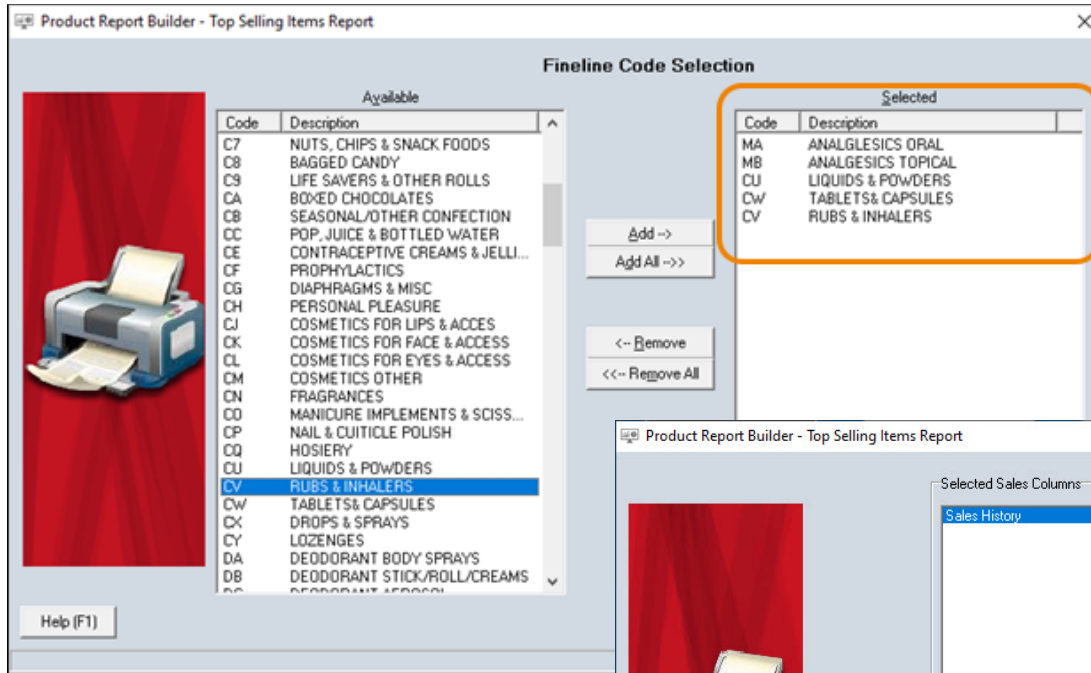 Product Report Builder - Top Selling Items Report
Fineline Code Selection
Available
Code Description
C7 NUTS, CHIPS & SNACK FOODS
C8 BAGGED CANDY
C9 LIFE SAVERS & OTHER ROLLS
CA BOXED CHOCOLATES
CB SEASONAL/OTHER CONFECTION
CC POP, JUICE & BOTTLED WATER
CE CONTRACEPTIVE CREAMS & JELLI...
CF PROPHYLACTICS
CG DIAPHRAGMS & MISC
CH PERSONAL PLEASURE
CJ COSMETICS FOR LIPS & ACCES
CK COSMETICS FOR FACE & ACCESS
CL COSMETICS FOR EYES & ACCESS
CM COSMETICS OTHER
CN FRAGRANCES
CO MANICURE IMPLEMENTS & SCISS...
CP NAIL & CUITICLE POLISH
CQ HOSIERY
CU LIQUIDS & POWDERS
CV RUBS & INHALERS
CW TABLETS& CAPSULES
CX DROPS & SPRAYS
CY LOZENGES
DA DEODORANT BODY SPRAYS
DB DEODORANT STICK/ROLL/CREAMS
Add -->
Add All -->>
<-- Remove
<<-- Remove All
Selected
Code Description
MA ANALGLESICS ORAL
MB ANALGESICS TOPICAL
CU LIQUIDS & POWDERS
CW TABLETS& CAPSULES
CV RUBS & INHALERS
Help (F1)
Product Report Builder - Top Selling Items Report
Selected Sales Columns
Sales History